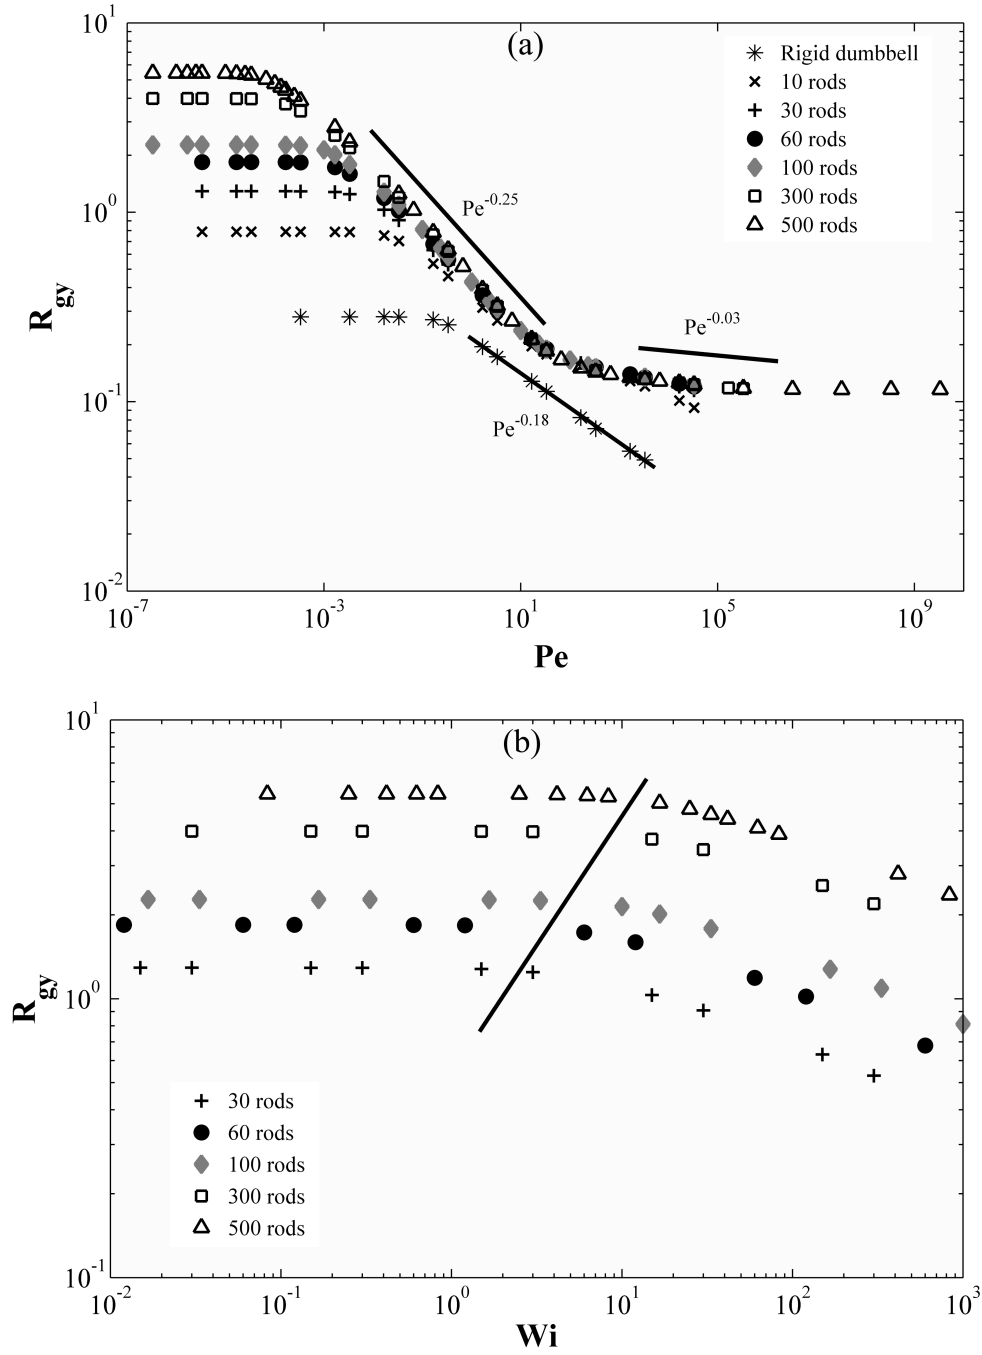 (a)
10^1
10^0
10^-1
10^-2
R_gy
Rigid dumbbell
10 rods
30 rods
60 rods
100 rods
300 rods
500 rods
Pe^-0.25
Pe^-0.03
Pe^-0.18
10^-7 10^-3 10^1 10^5 10^9
Pe
(b)
10^1
10^0
10^-1
R_gy
30 rods
60 rods
100 rods
300 rods
500 rods
10^-2 10^-1 10^0 10^1 10^2 10^3
Wi